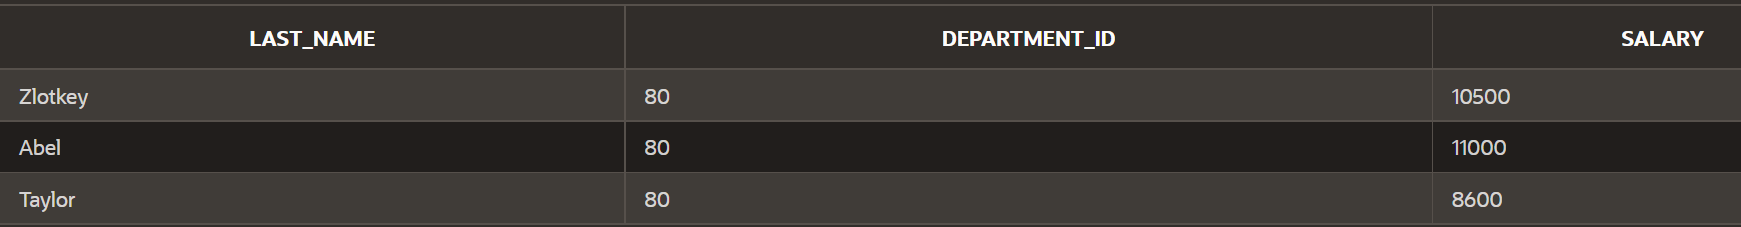 LAST_NAME DEPARTMENT_ID SALARY
Zlotkey 80 10500
Abel 80 11000
Taylor 80 8600